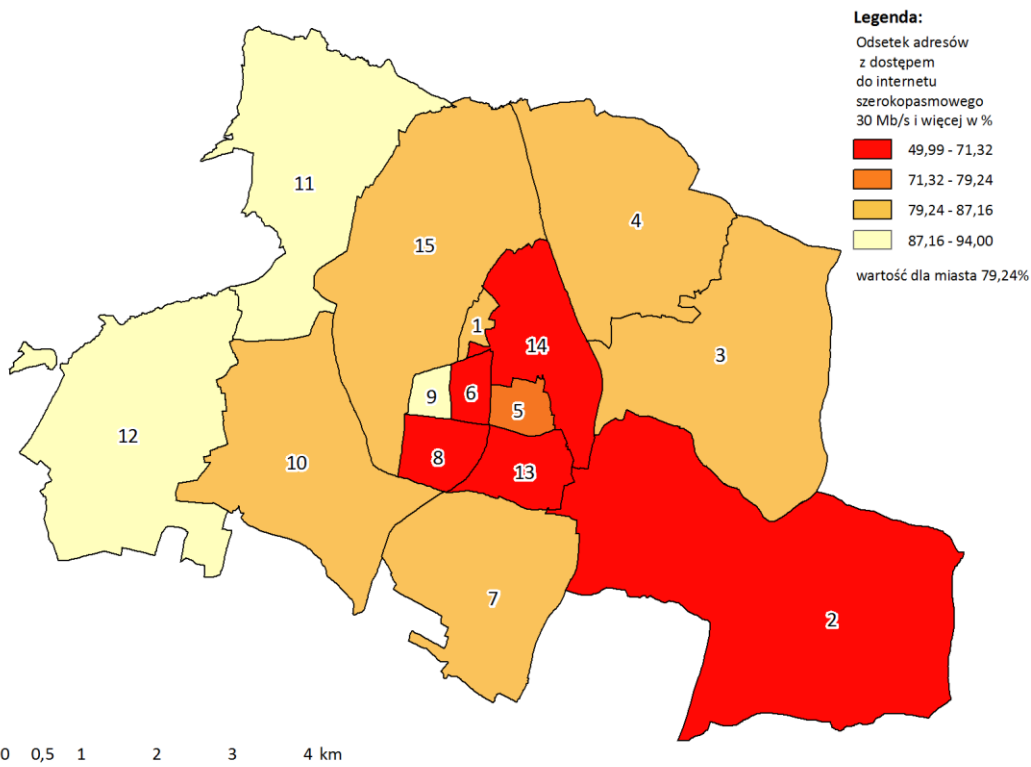 Legenda:
Odsetek adresów
z dostępem
do internetu
szerokopasmowego
30 Mb/s i więcej w %
49,99 - 71,32
71,32 - 79,24
79,24 - 87,16
87,16 - 94,00
wartość dla miasta 79,24%
11
4
15
1
14
3
9
6
5
12
10
8
13
7
2
0 0,5 1 2 3 4 km